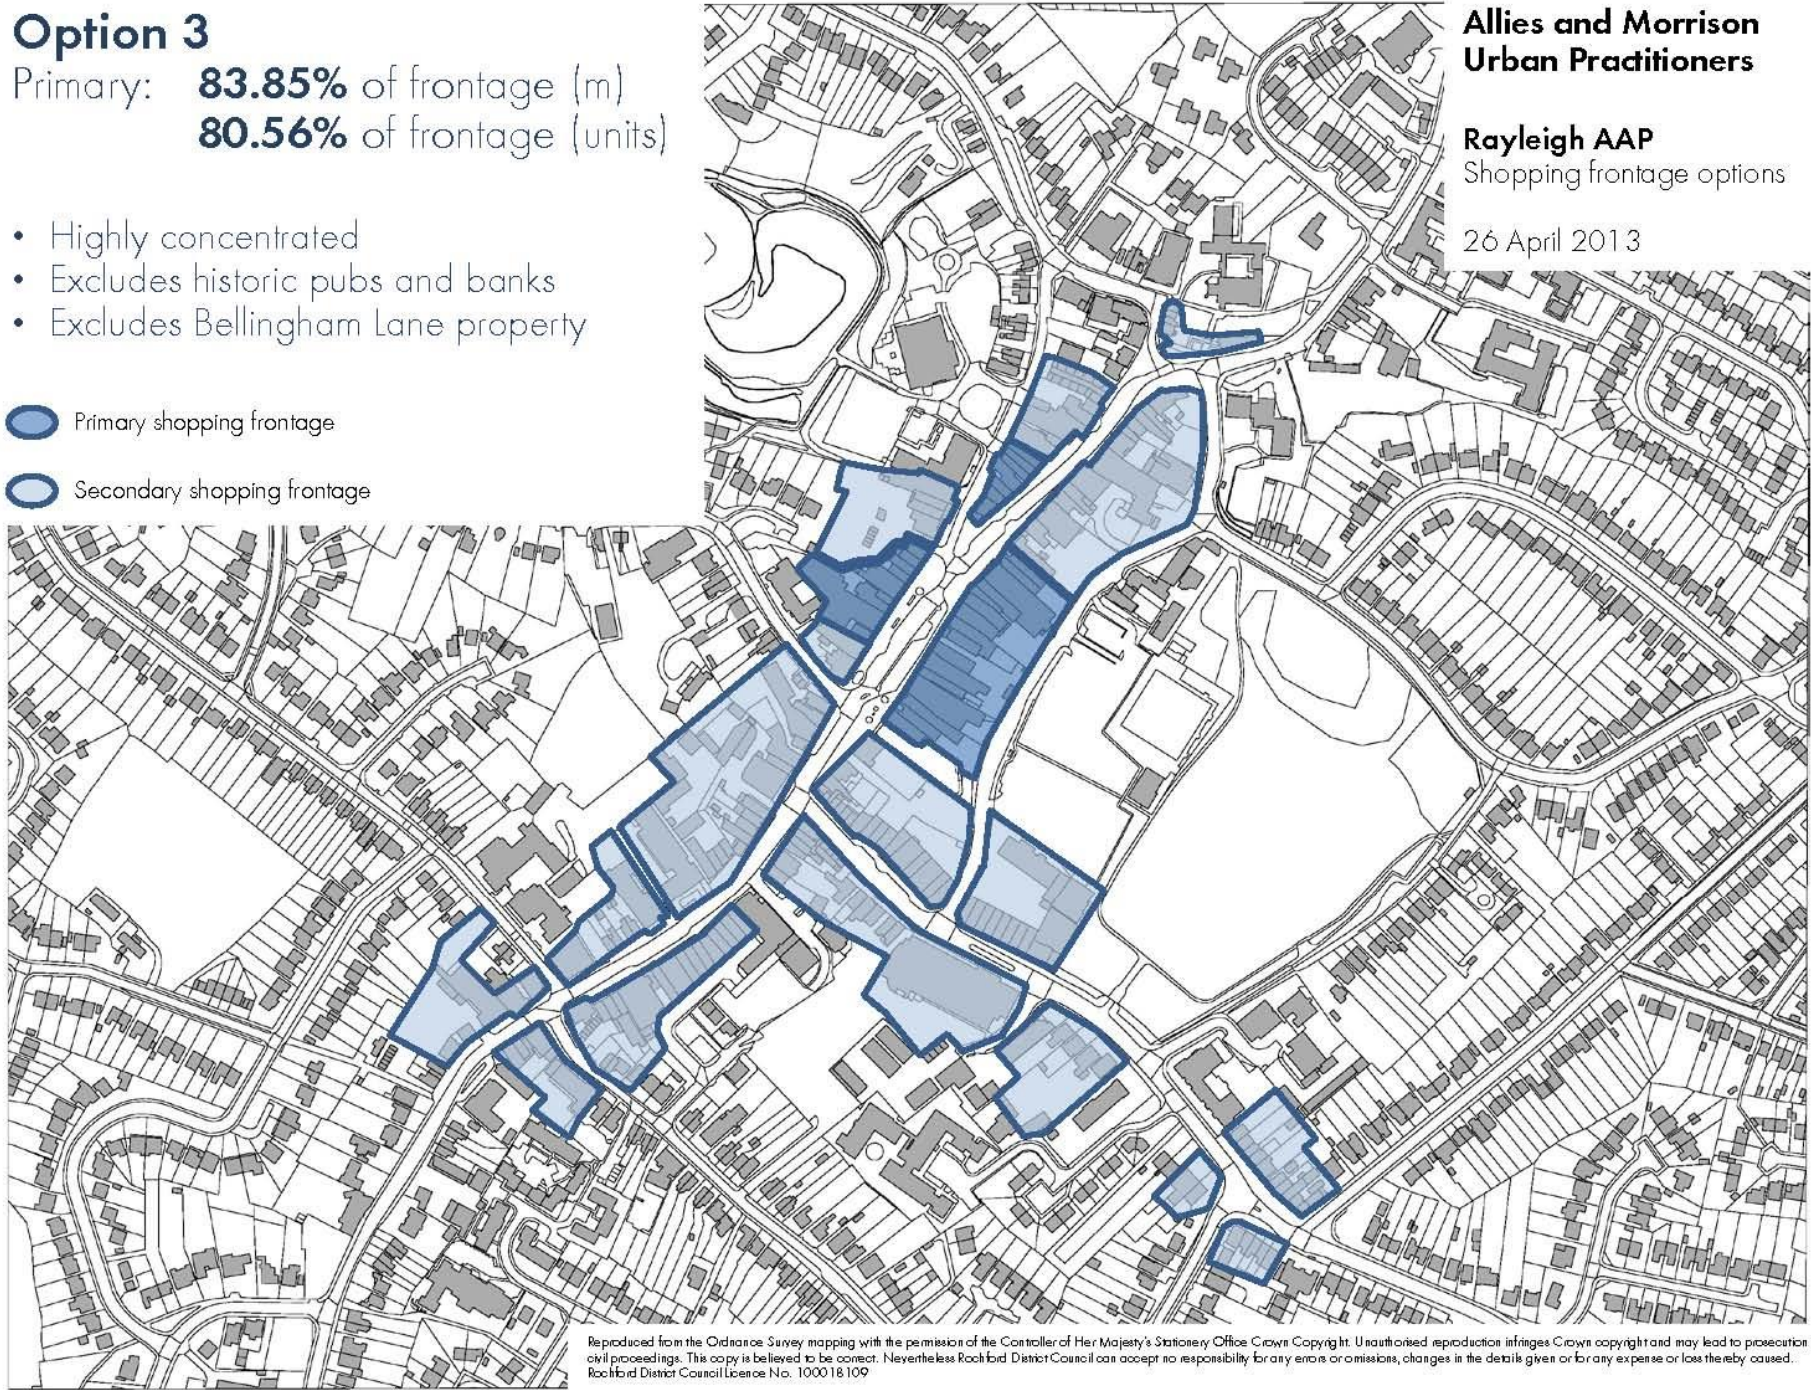 Option 3
Primary: 83.85% of frontage (m)
80.56% of frontage (units)
• Highly concentrated
• Excludes historic pubs and banks
• Excludes Bellingham Lane property
Primary shopping frontage
Secondary shopping frontage
Allies and Morrison
Urban Practitioners
Rayleigh AAP
Shopping frontage options
26 April 2013
Reproduced from the Ordnance Survey mapping with the permission of the Controller of Her Majesty's Stationery Office Crown Copyright. Unauthorised reproduction infringes Crown copyright and may lead to prosecution
civil proceedings. This copy is believed to be correct. Nevertheless Rochford District Council can accept no responsibility for any errors or omissions, changes in the details given or for any expense or loss thereby caused.
Rochford District Council Licence No. 100018109